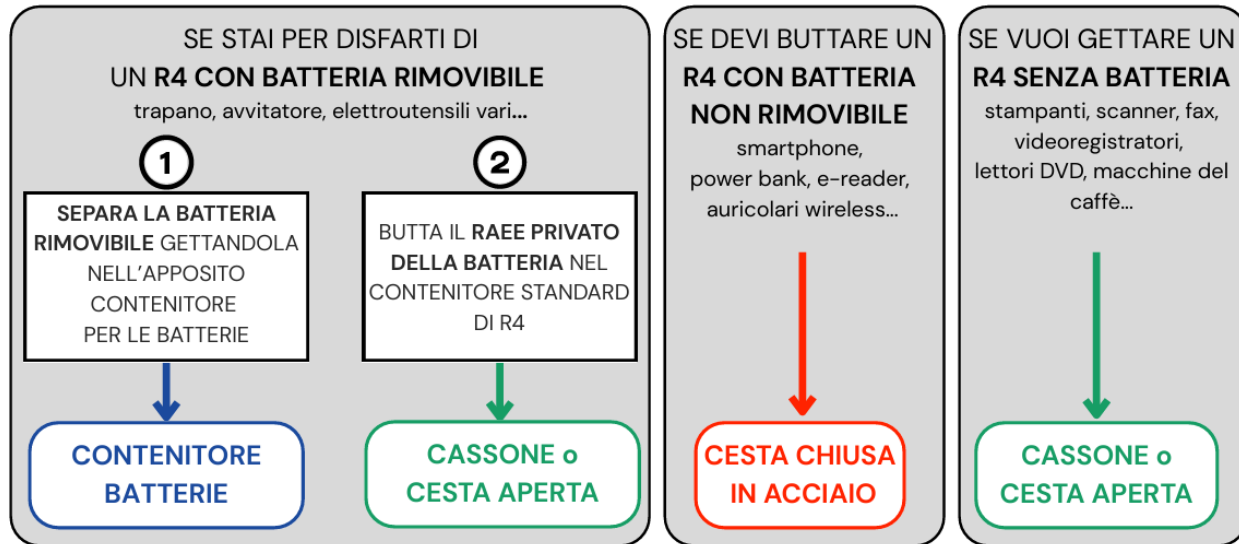 SE STAI PER DISFARTI DI
UN R4 CON BATTERIA RIMOVIBILE
trapano, avvitatore, elettroutensili vari...
1
SEPARA LA BATTERIA
RIMOVIBILE GETTANDOLA
NELL'APPOSITO
CONTENITORE
PER LE BATTERIE
CONTENITORE
BATTERIE
2
BUTTA IL RAEE PRIVATO
DELLA BATTERIA NEL
CONTENITORE STANDARD
DI R4
CASSONE o
CESTA APERTA
SE DEVI BUTTARE UN
R4 CON BATTERIA
NON RIMOVIBILE
smartphone,
power bank, e-reader,
auricolari wireless...
CESTA CHIUSA
IN ACCIAIO
SE VUOI GETTARE UN
R4 SENZA BATTERIA
stampanti, scanner, fax,
videoregistratori,
lettori DVD, macchine del
caffè...
CASSONE o
CESTA APERTA